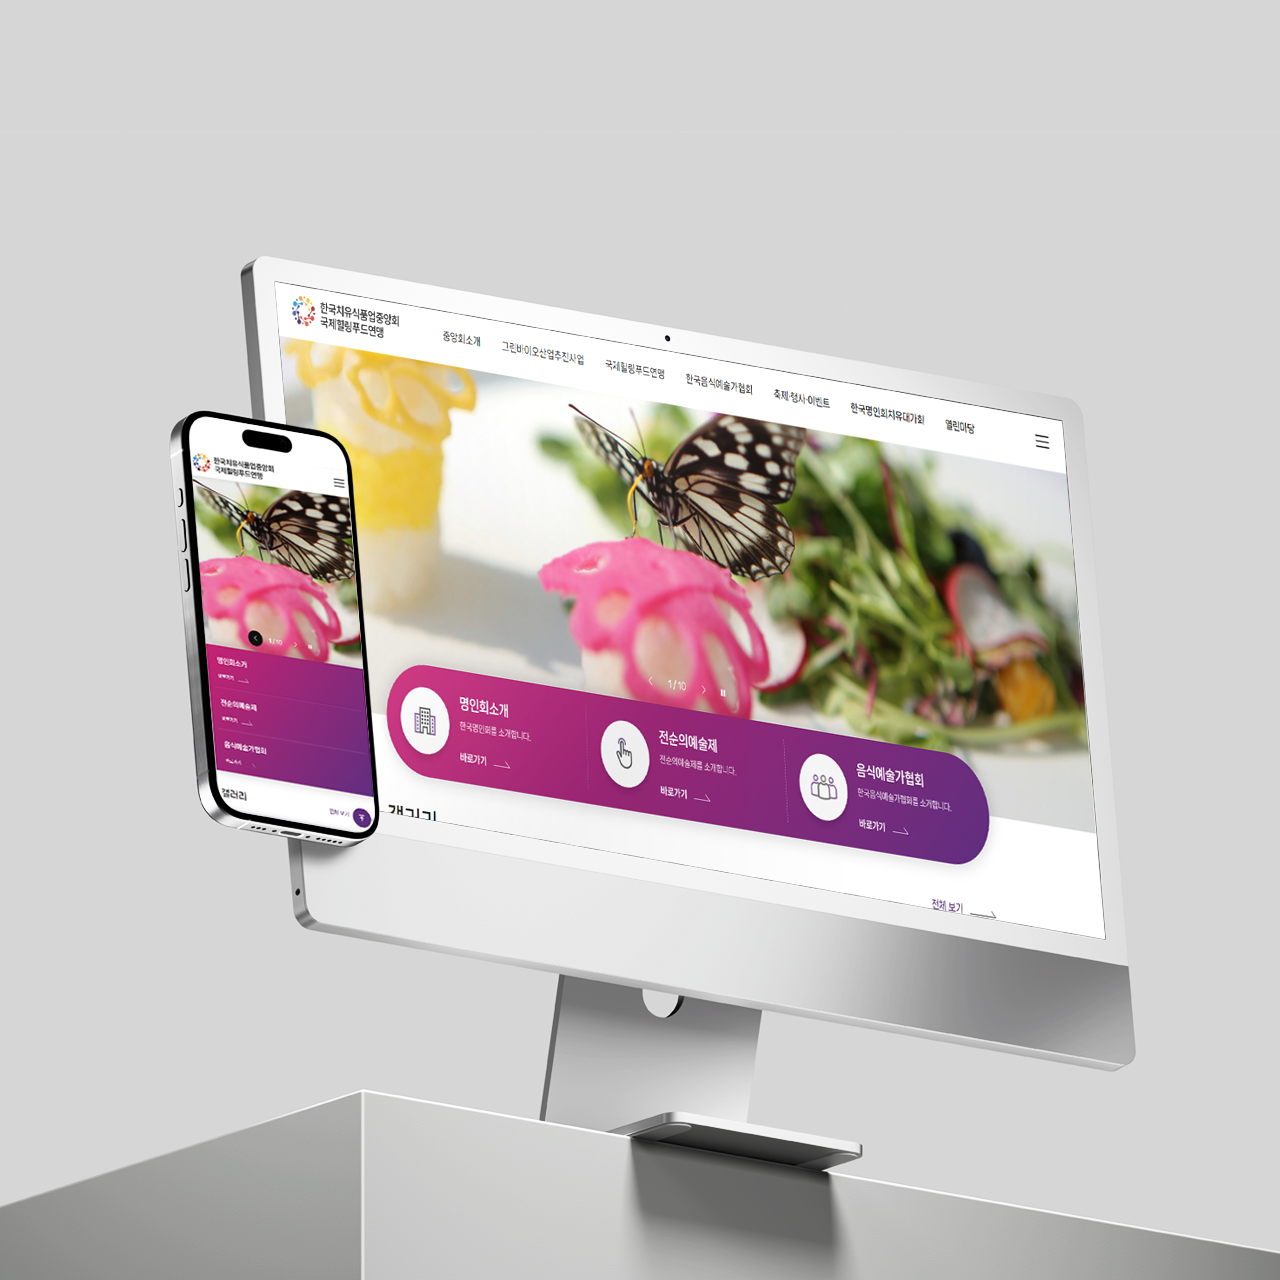 한국치유식품업중앙회
국제힐링푸드연맹
중앙회소개
그린바이오산업추진사업
국제힐링푸드연맹
한국음식예술가협회
축제·행사·이벤트
한국명인회치유대가회
열린마당
1/10
명인회소개
한국명인회를 소개합니다.
바로가기
전순의예술제
전순의예술제를 소개합니다.
바로가기
음식예술가협회
한국음식예술가협회를 소개합니다.
바로가기
갤러리
전체 보기
한국치유식품업중앙회
국제힐링푸드연맹
1/10
명인회소개
바로가기
전순의예술제
바로가기
음식예술가협회
바로가기
갤러리
전체 보기